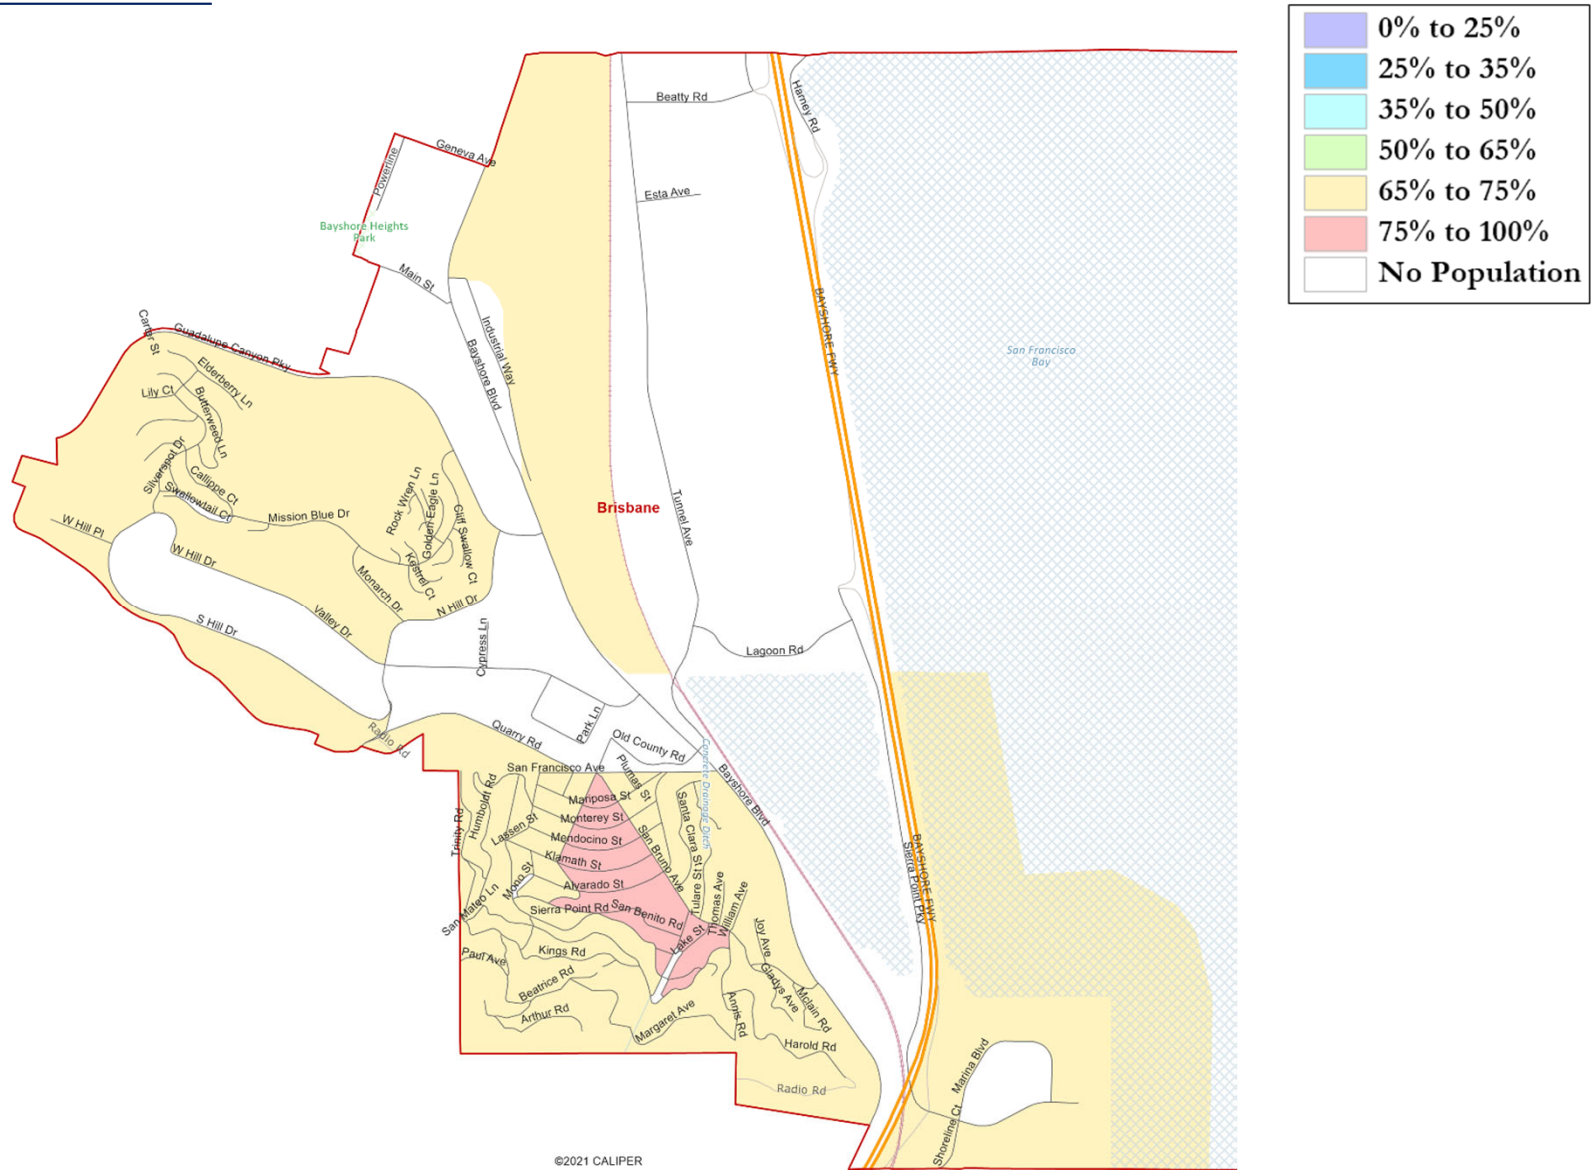 0% to 25%
25% to 35%
35% to 50%
50% to 65%
65% to 75%
75% to 100%
No Population
Beatty Rd
Harney Rd
Geneva Ave
Powerline
Esta Ave
Bayshore Heights
Park
Main St
Industrial Way
Bayshore Blvd
BAYSHORE FWY
San Francisco
Bay
Carter St
Guadalupe Canyon Pky
Elderberry Ln
Lily Ct
Butterweed Ln
Silverspot Dr
Callippe Ct
Swallowtail Ct
Mission Blue Dr
Rock Wren Ln
Golden Eagle Ln
Cliff Swallow Ct
Kestrel Ct
Monarch Dr
N Hill Dr
W Hill Pl
W Hill Dr
Valley Dr
S Hill Dr
Brisbane
Tunnel Ave
Cypress Ln
Lagoon Rd
Radio Rd
Quarry Rd
Park Ln
Old County Rd
San Francisco Ave
Plumas St
Concrete Drainage Ditch
Bayshore Blvd
Humboldt Rd
Trinity Rd
Mariposa St
Monterey St
Lassen St
Mendocino St
Klamath St
Santa Clara St
San Bruno Ave
Mono St
Alvarado St
San Mateo Ln
Sierra Point Rd
San Benito Rd
Tulare St
Thomas Ave
William Ave
Lake St
Joy Ave
BAYSHORE FWY
Sierra Point Pky
Paul Ave
Kings Rd
Beatrice Rd
Arthur Rd
Margaret Ave
Annis Rd
Gladys Ave
Mclain Rd
Harold Rd
Radio Rd
Marina Blvd
Shoreline Ct
©2021 CALIPER